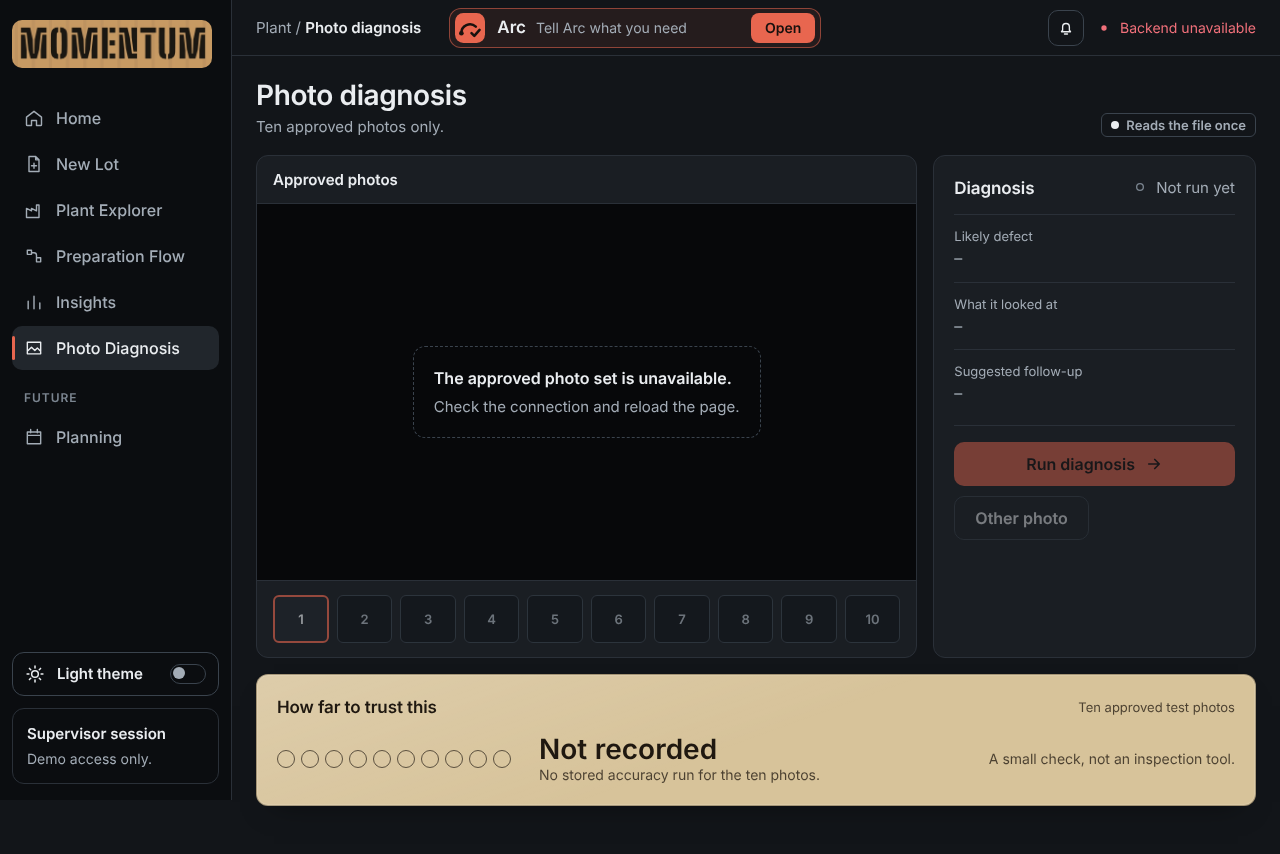 MOMENTUM
Home
New Lot
Plant Explorer
Preparation Flow
Insights
Photo Diagnosis
FUTURE
Planning
Light theme
Supervisor session
Demo access only.
Plant / Photo diagnosis
Arc Tell Arc what you need Open
Backend unavailable
Photo diagnosis
Ten approved photos only.
Reads the file once
Approved photos
The approved photo set is unavailable.
Check the connection and reload the page.
1 2 3 4 5 6 7 8 9 10
Diagnosis Not run yet
Likely defect
–
What it looked at
–
Suggested follow-up
–
Run diagnosis →
Other photo
How far to trust this Ten approved test photos
Not recorded
No stored accuracy run for the ten photos.
A small check, not an inspection tool.